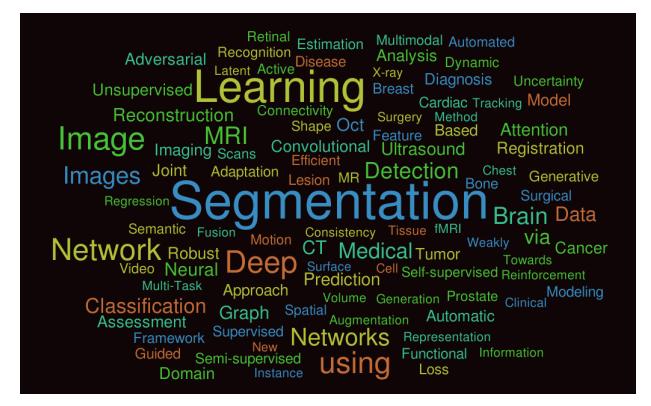 Retinal
Estimation Multimodal Automated
Adversarial Recognition Disease Analysis Dynamic
Latent Active X-ray
Unsupervised Learning Breast Diagnosis Uncertainty
Connectivity Cardiac Tracking Model
Reconstruction Surgery Method
Image MRI Shape Oct Feature Based Attention
Imaging Scans Convolutional Ultrasound Registration
Efficient
Images Joint Adaptation Lesion MR Detection Chest Generative
Bone
Regression Segmentation Surgical
Brain Data
Semantic Fusion Consistency Tissue fMRI via
Motion Weakly
Network Robust Deep CT Medical Tumor Cancer
Towards
Video Neural Surface Cell Self-supervised Reinforcement
Multi-Task Prediction
Approach Volume Generation Prostate Modeling
Classification Graph Spatial Clinical
Assessment Augmentation Automatic
Framework Supervised Networks Representation
New
Guided Semi-supervised using Functional Information
Domain Instance Loss